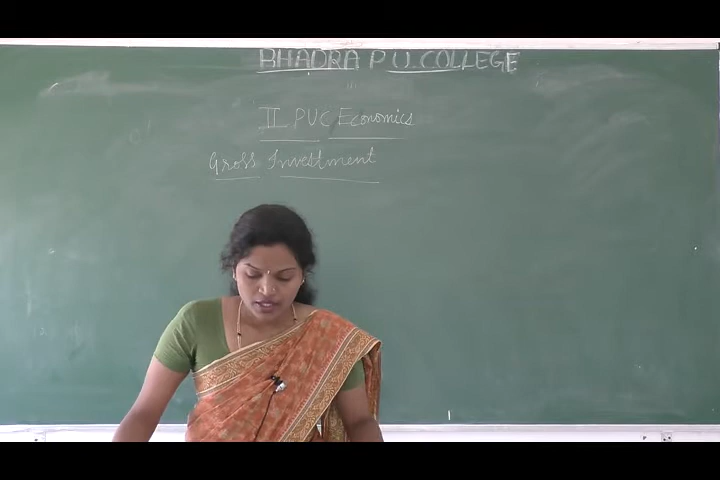 BHADRA P U. COLLEGE
II PUC Economics
Gross Investment